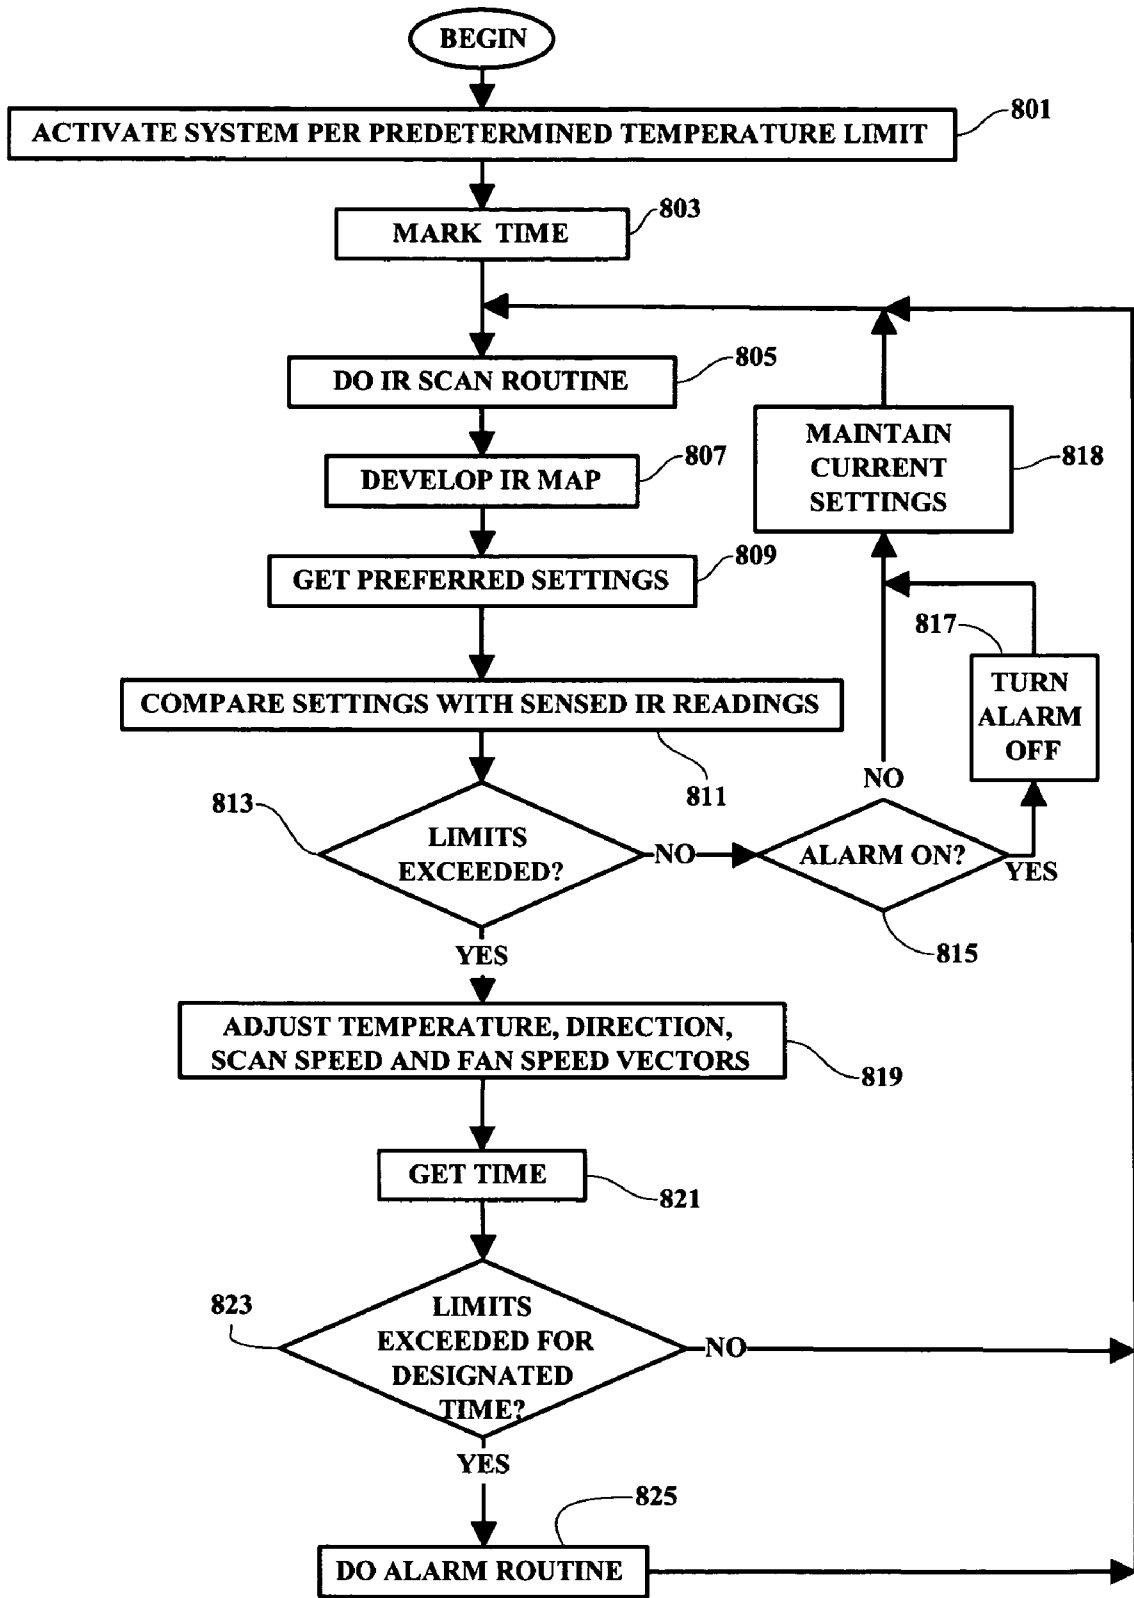 BEGIN
ACTIVATE SYSTEM PER PREDETERMINED TEMPERATURE LIMIT
801
MARK TIME
803
DO IR SCAN ROUTINE
805
DEVELOP IR MAP
807
MAINTAIN
CURRENT
SETTINGS
818
GET PREFERRED SETTINGS
809
817
TURN
ALARM
OFF
COMPARE SETTINGS WITH SENSED IR READINGS
811
813
LIMITS
EXCEEDED?
NO
NO
ALARM ON?
YES
815
YES
ADJUST TEMPERATURE, DIRECTION,
SCAN SPEED AND FAN SPEED VECTORS
819
GET TIME
821
823
LIMITS
EXCEEDED FOR
DESIGNATED
TIME?
NO
YES
825
DO ALARM ROUTINE